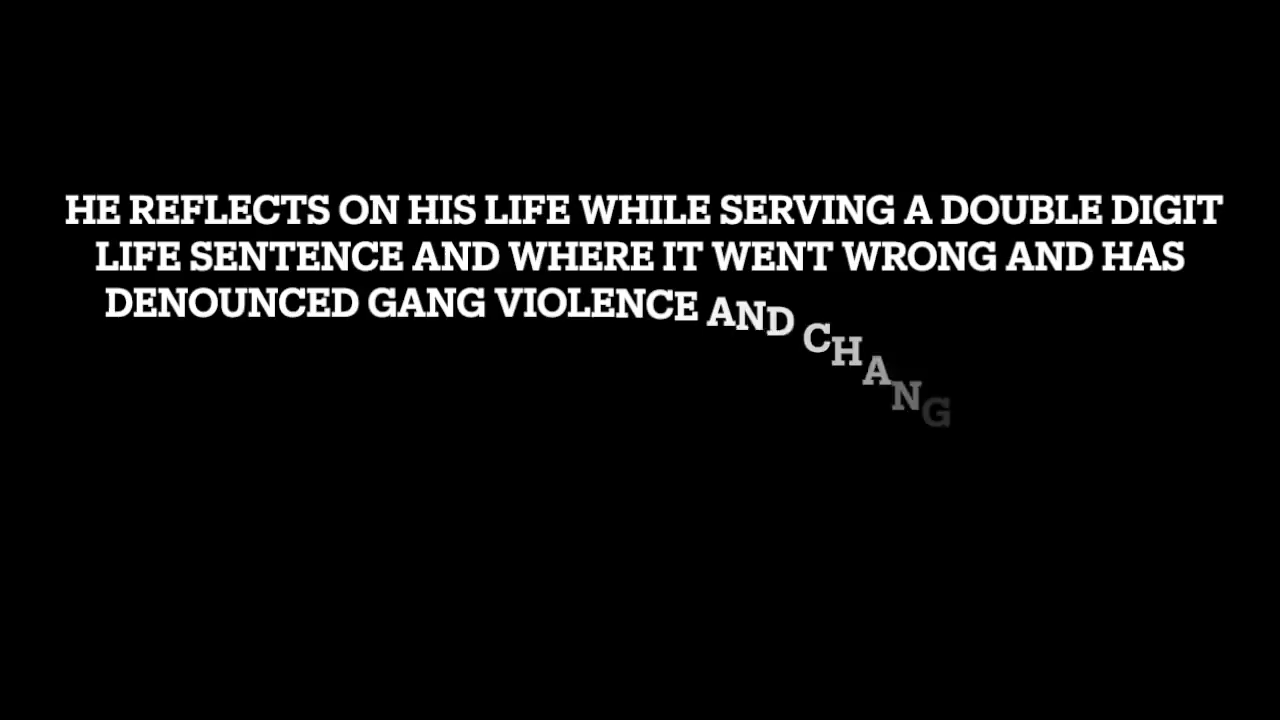 HE REFLECTS ON HIS LIFE WHILE SERVING A DOUBLE DIGIT
LIFE SENTENCE AND WHERE IT WENT WRONG AND HAS
DENOUNCED GANG VIOLENCE AND CHANG